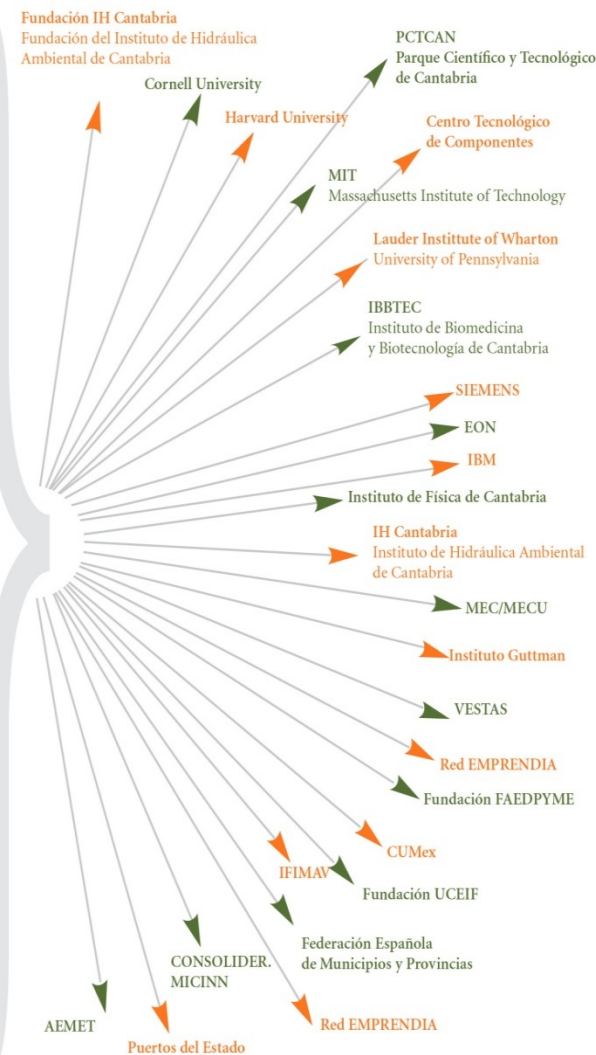 Fundación IH Cantabria
Fundación del Instituto de Hidráulica
Ambiental de Cantabria
Cornell University
Harvard University
PCTCAN
Parque Científico y Tecnológico
de Cantabria
Centro Tecnológico
de Componentes
MIT
Massachusetts Institute of Technology
Lauder Instittute of Wharton
University of Pennsylvania
IBBTEC
Instituto de Biomedicina
y Biotecnología de Cantabria
SIEMENS
EON
IBM
Instituto de Física de Cantabria
IH Cantabria
Instituto de Hidráulica Ambiental
de Cantabria
MEC/MECU
Instituto Guttman
VESTAS
Red EMPRENDIA
Fundación FAEDPYME
CUMex
IFIMAV
Fundación UCEIF
Federación Española
de Municipios y Provincias
CONSOLIDER.
MICINN
Red EMPRENDIA
AEMET
Puertos del Estado